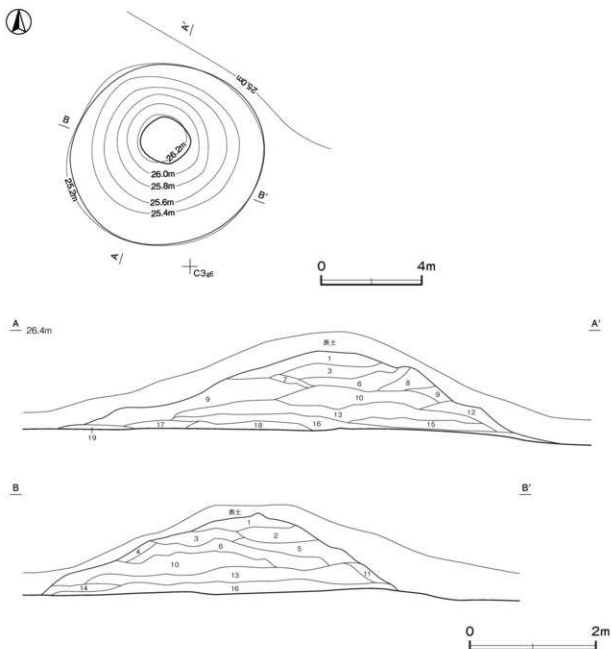 A′
25.0m
B
26.2m
26.0m
25.8m
25.6m
25.4m
25.2m
B′
A
C3g6
0 4m
A 26.4m A′
表土
1
3
7 6 8
9 10 9
13 12
19 17 18 16 15
B B′
表土
1
3 2
4 6 5
10
13 11
14 16
0 2m